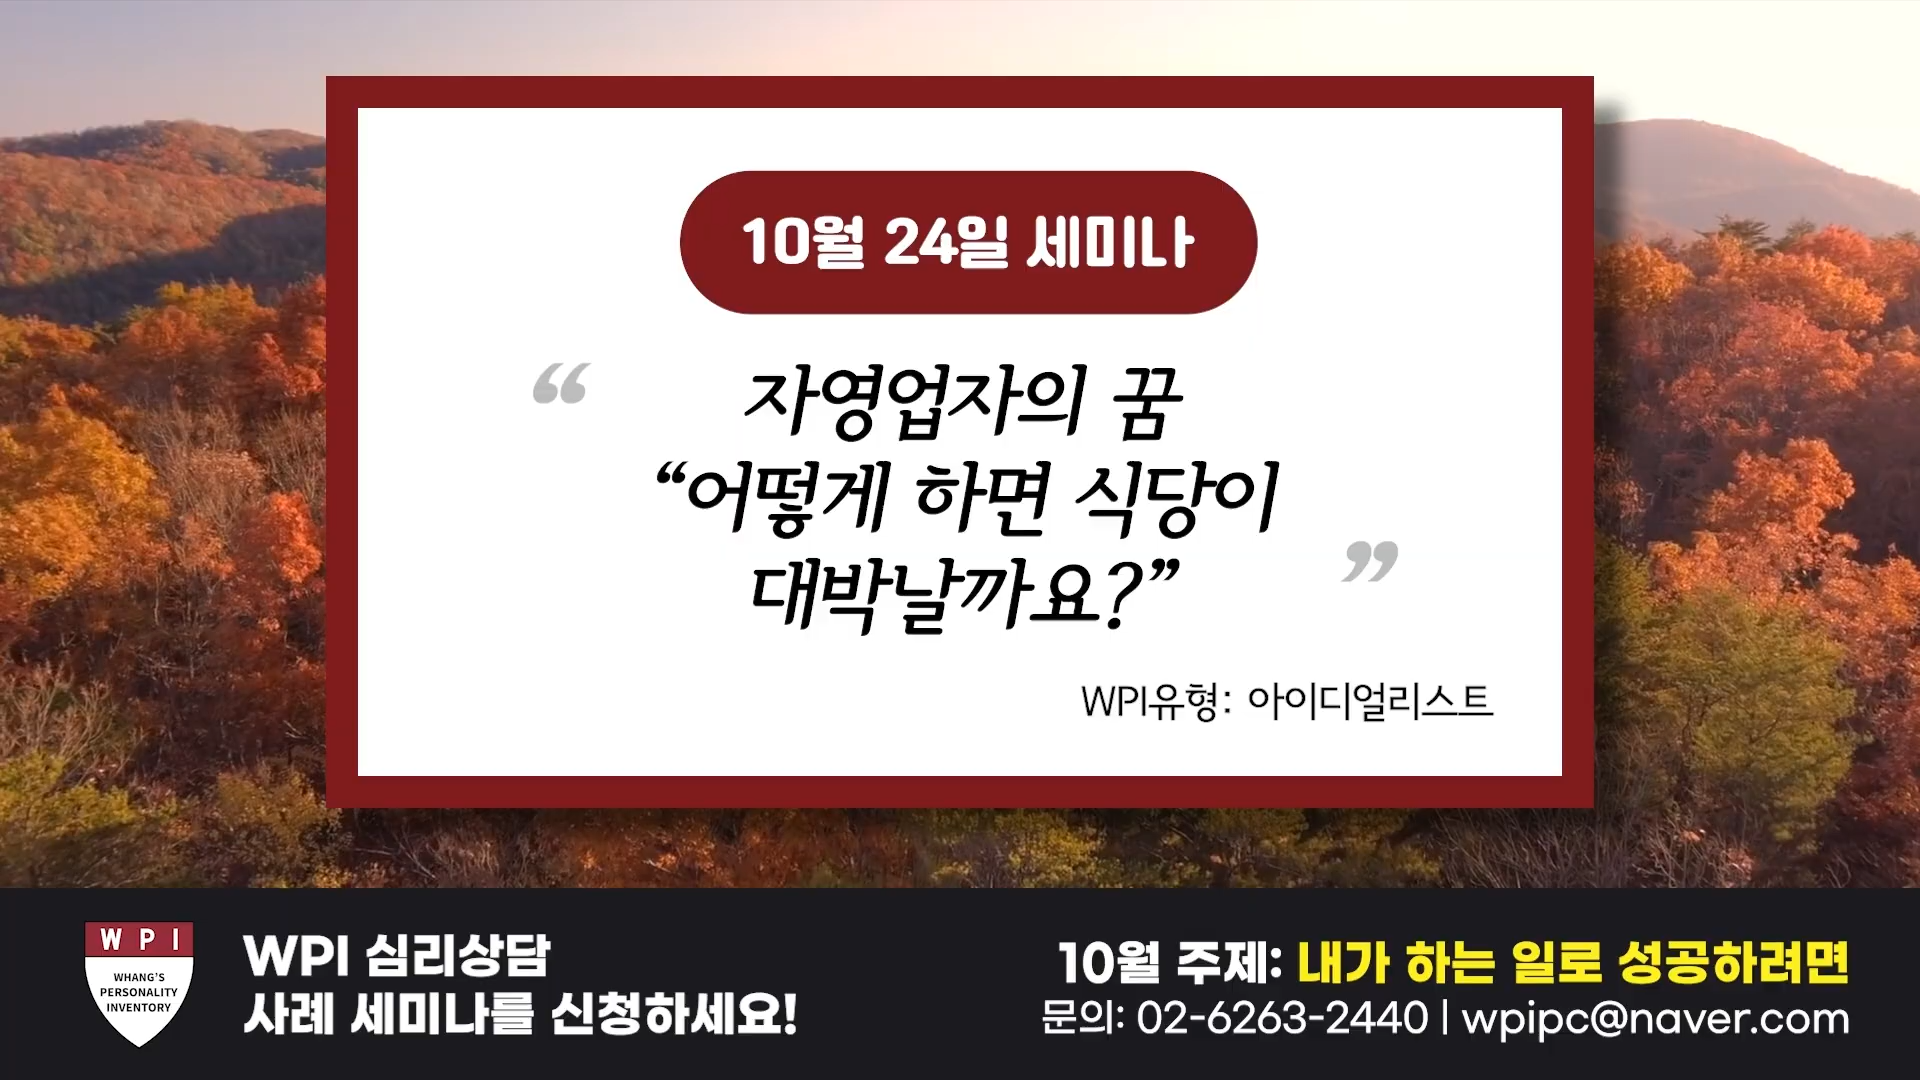 10월 24일 세미나
“
자영업자의 꿈
“어떻게 하면 식당이
대박날까요?”
”
WPI유형: 아이디얼리스트
WPI
WHANG'S
PERSONALITY
INVENTORY
WPI 심리상담
사례 세미나를 신청하세요!
10월 주제: 내가 하는 일로 성공하려면
문의: 02-6263-2440 | wpipc@naver.com